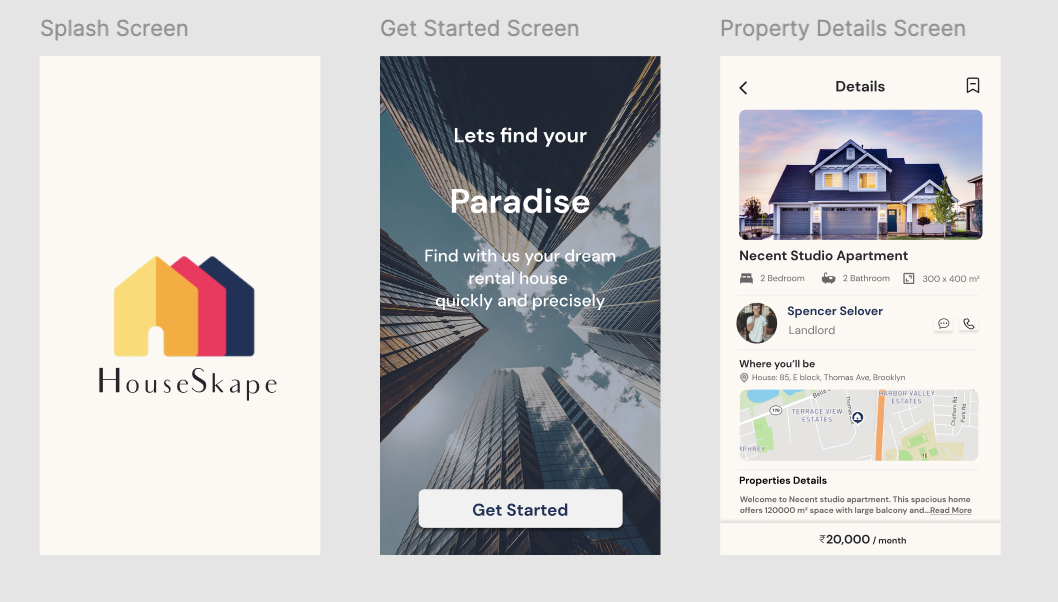 Splash Screen
Get Started Screen
Property Details Screen
HouseSkape
Lets find your
Paradise
Find with us your dream
rental house
quickly and precisely
Get Started
Details
Necent Studio Apartment
2 Bedroom
2 Bathroom
300 x 400 m²
Spencer Selover
Landlord
Where you'll be
House: 85, E block, Thomas Ave, Brooklyn
HARBOR VALLEY
ESTATES
176
TERRACE VIEW
ESTATES
Park Rd
Properties Details
Welcome to Necent studio apartment. This spacious home
offers 120000 m² space with large balcony and...Read More
₹20,000 / month